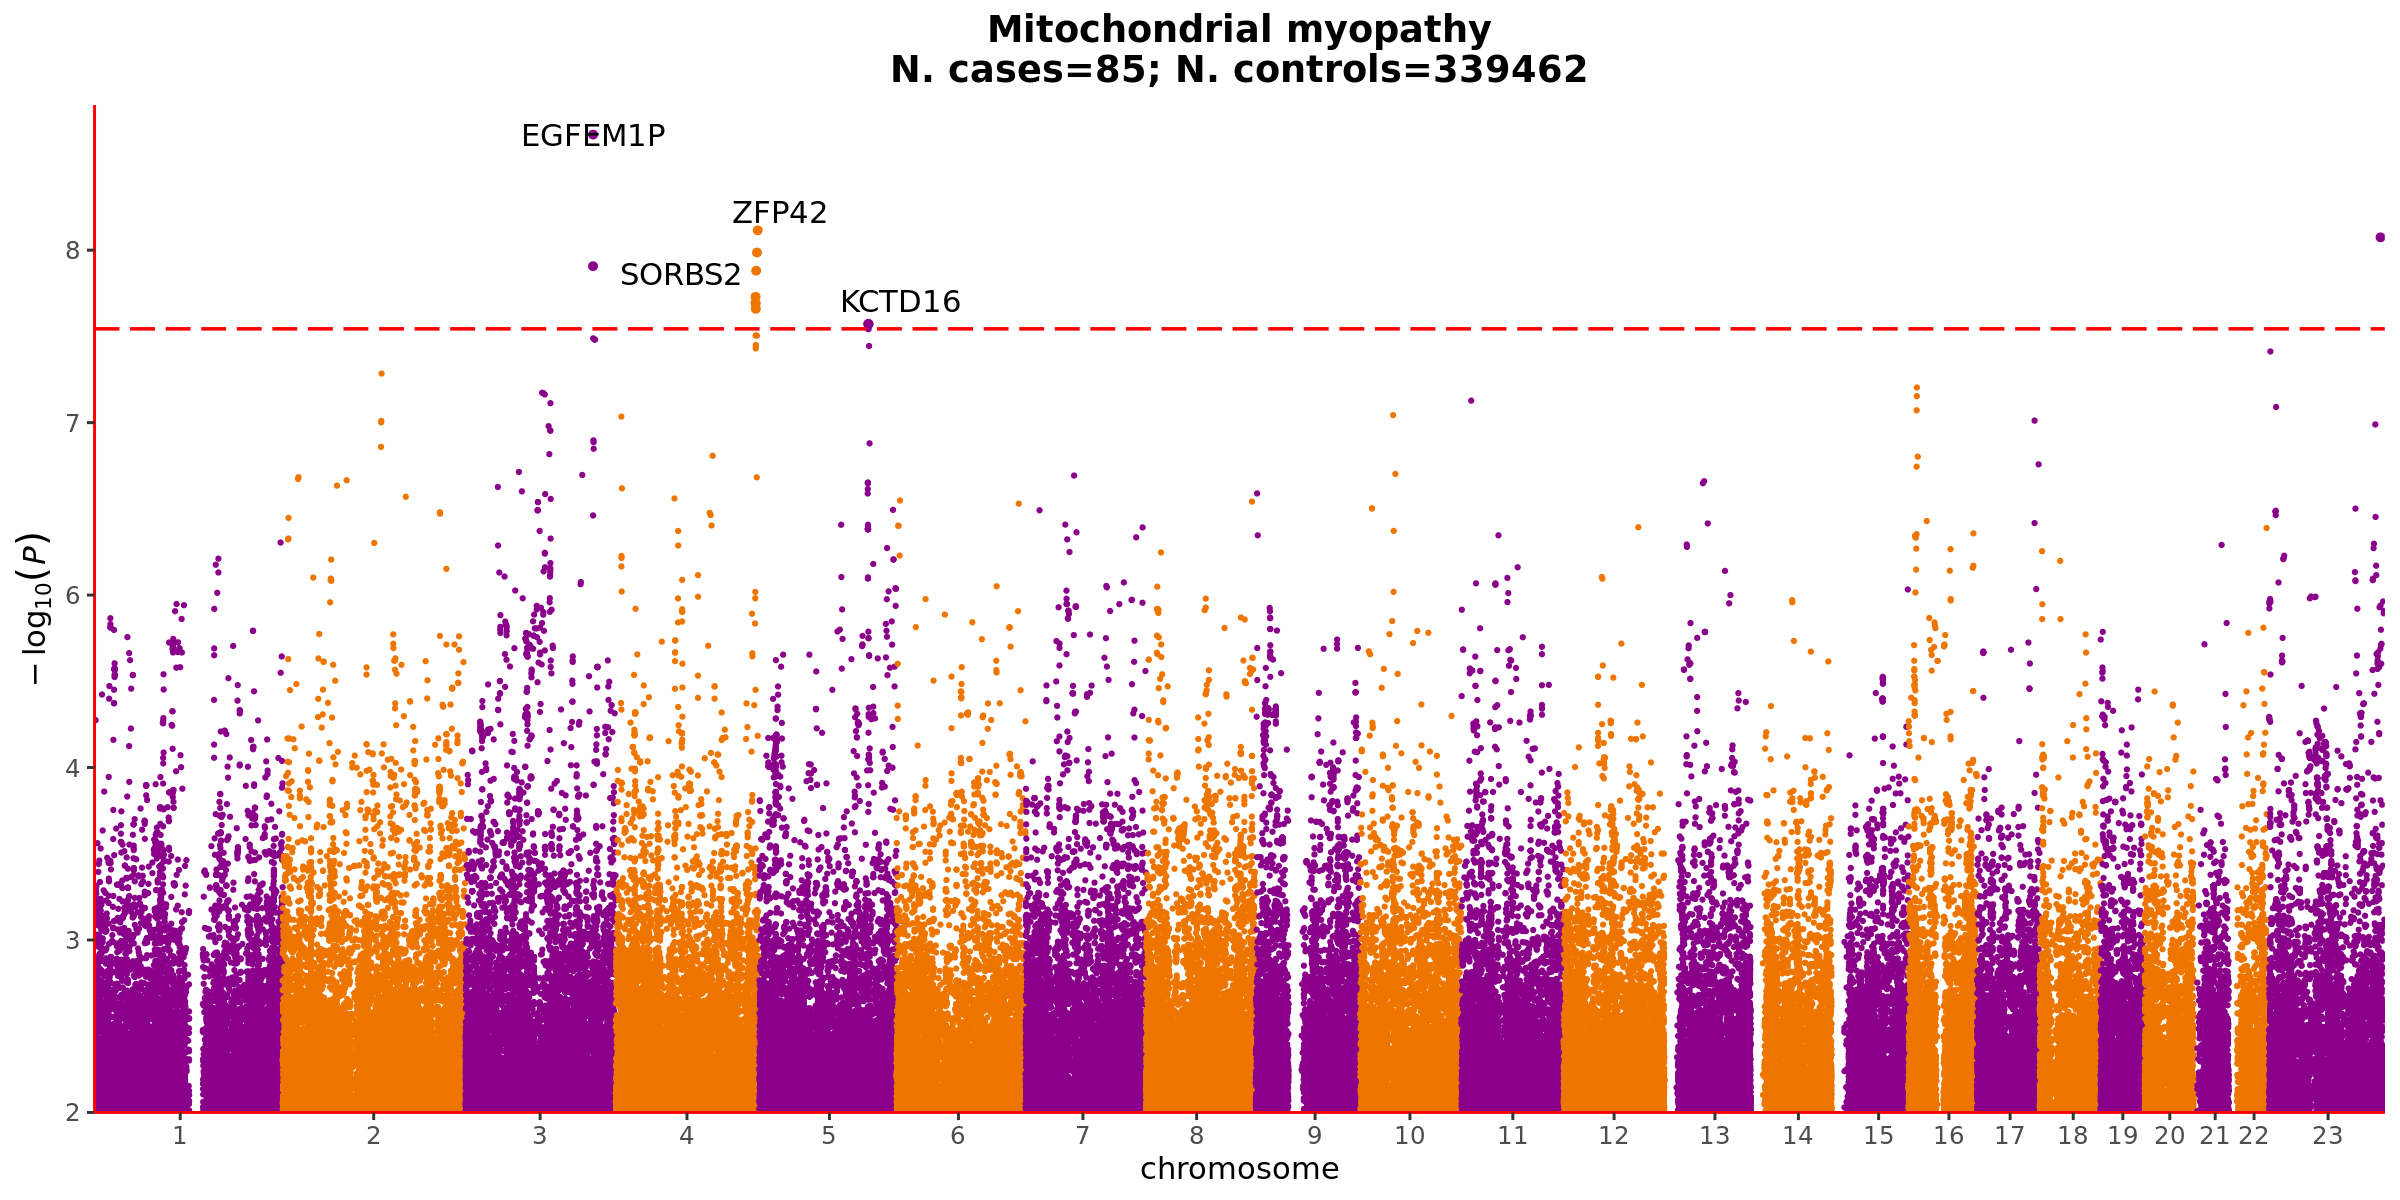 Mitochondrial myopathy
N. cases=85; N. controls=339462
EGFEM1P
ZFP42
SORBS2
KCTD16
8
7
6
4
3
2
− log10(P)
1 2 3 4 5 6 7 8 9 10 11 12 13 14 15 16 17 18 19 20 21 22 23
chromosome